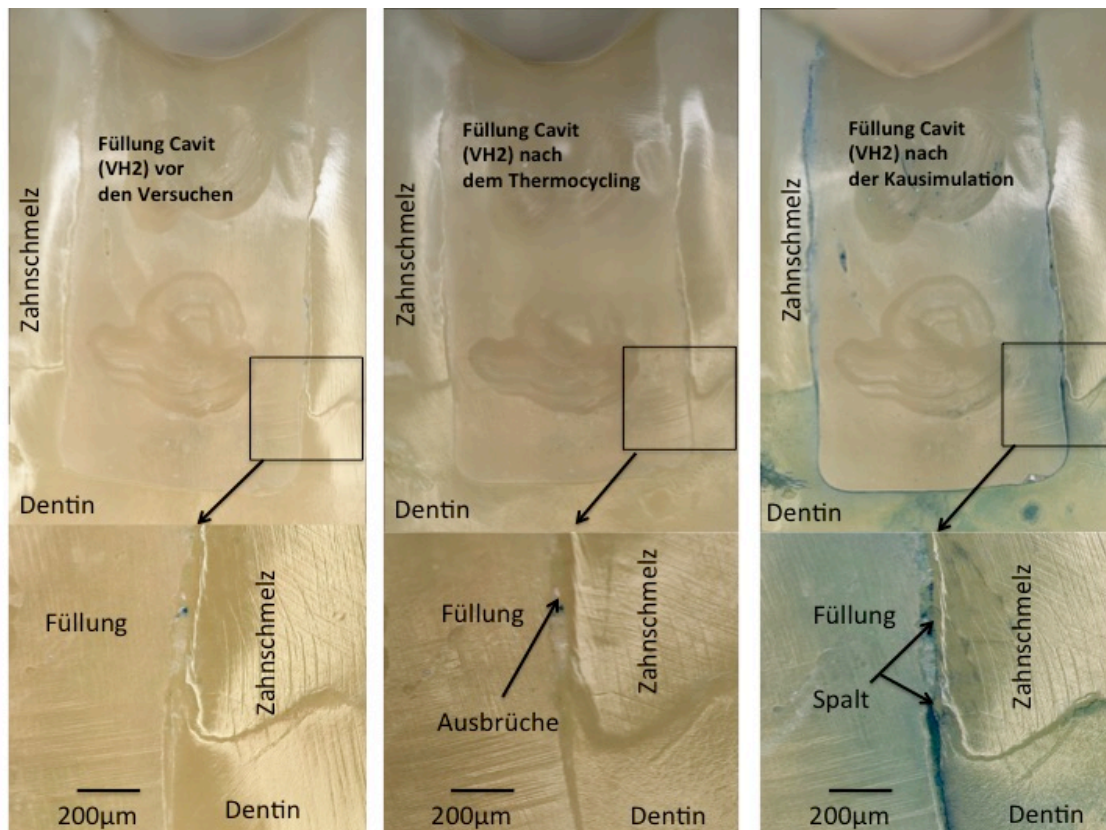 Füllung Cavit
(VH2) vor
den Versuchen
Zahnschmelz
Dentin
Füllung
Zahnschmelz
200µm
Dentin
Füllung Cavit
(VH2) nach
dem Thermocycling
Zahnschmelz
Dentin
Füllung
Zahnschmelz
Ausbrüche
200µm
Dentin
Füllung Cavit
(VH2) nach
der Kausimulation
Zahnschmelz
Dentin
Füllung
Zahnschmelz
Spalt
200µm
Dentin